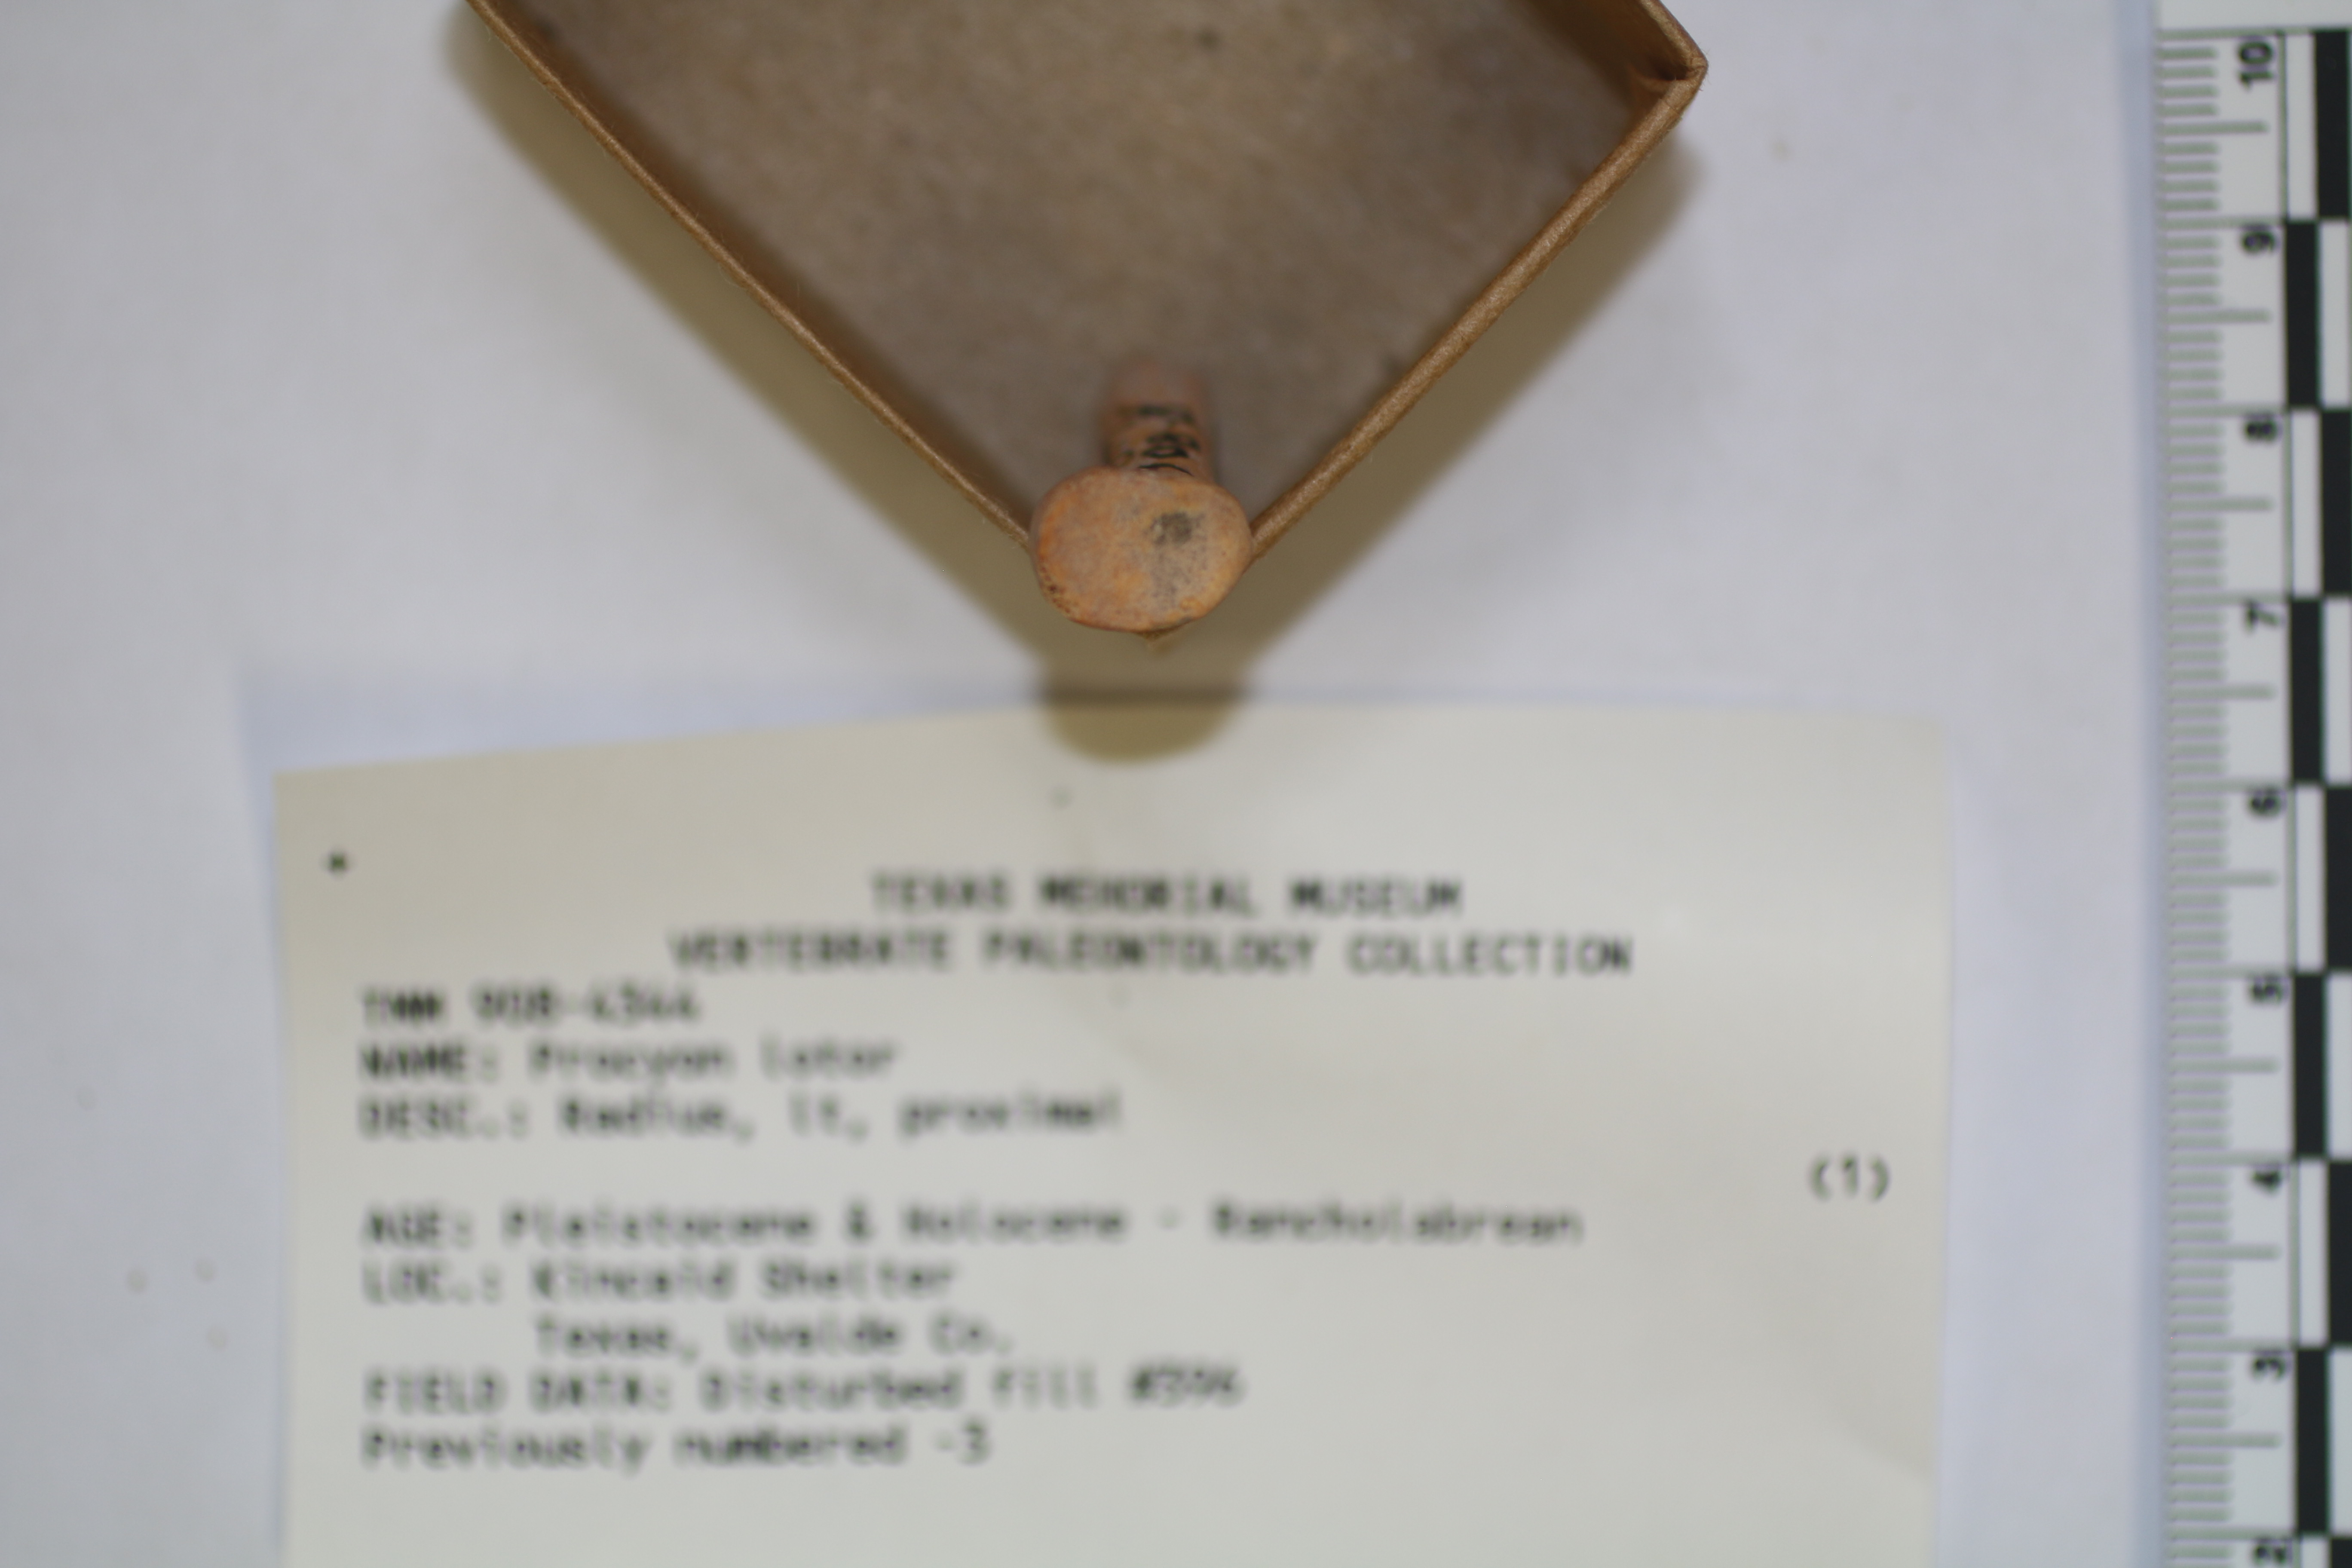 TEXAS MEMORIAL MUSEUM
VERTEBRATE PALEONTOLOGY COLLECTION
TMM 908-4344
NAME: Procyon lotor
DESC.: Radius, lt, proximal
(1)
AGE: Pleistocene & Holocene - Rancholabrean
LOC.: Kincaid Shelter
Texas, Uvalde Co.
FIELD DATA: Disturbed fill #396
Previously numbered -3
10
9
8
7
6
5
4
3
2